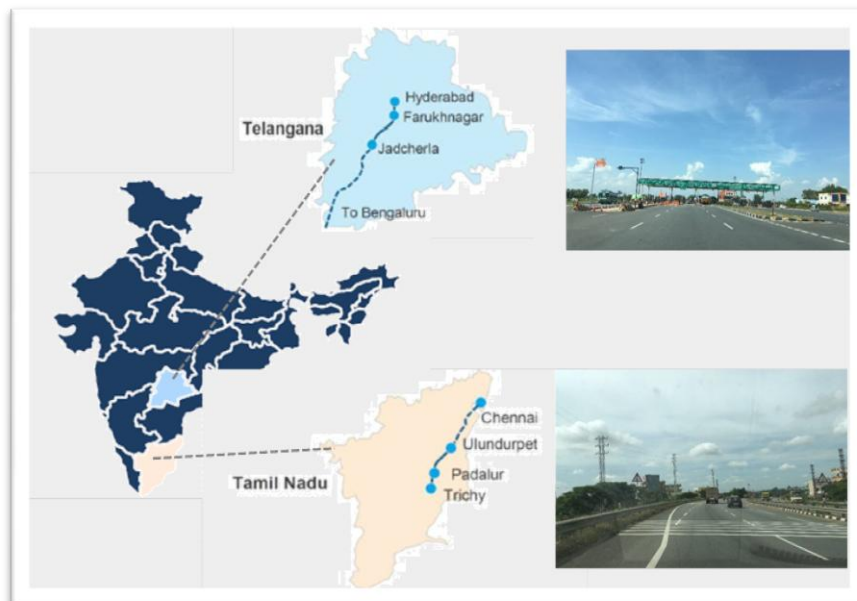 Hyderabad
Farukhnagar
Telangana
Jadcherla
To Bengaluru
Chennai
Ulundurpet
Tamil Nadu
Padalur
Trichy